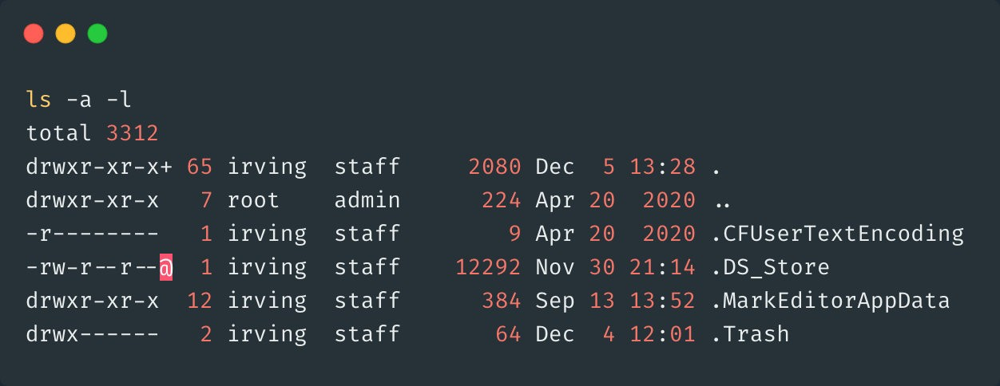 ls -a -l
total 3312
drwxr-xr-x+ 65 irving  staff     2080 Dec  5 13:28 .
drwxr-xr-x   7 root    admin      224 Apr 20  2020 ..
-r--------   1 irving  staff        9 Apr 20  2020 .CFUserTextEncoding
-rw-r--r--@  1 irving  staff    12292 Nov 30 21:14 .DS_Store
drwxr-xr-x  12 irving  staff      384 Sep 13 13:52 .MarkEditorAppData
drwx------   2 irving  staff       64 Dec  4 12:01 .Trash